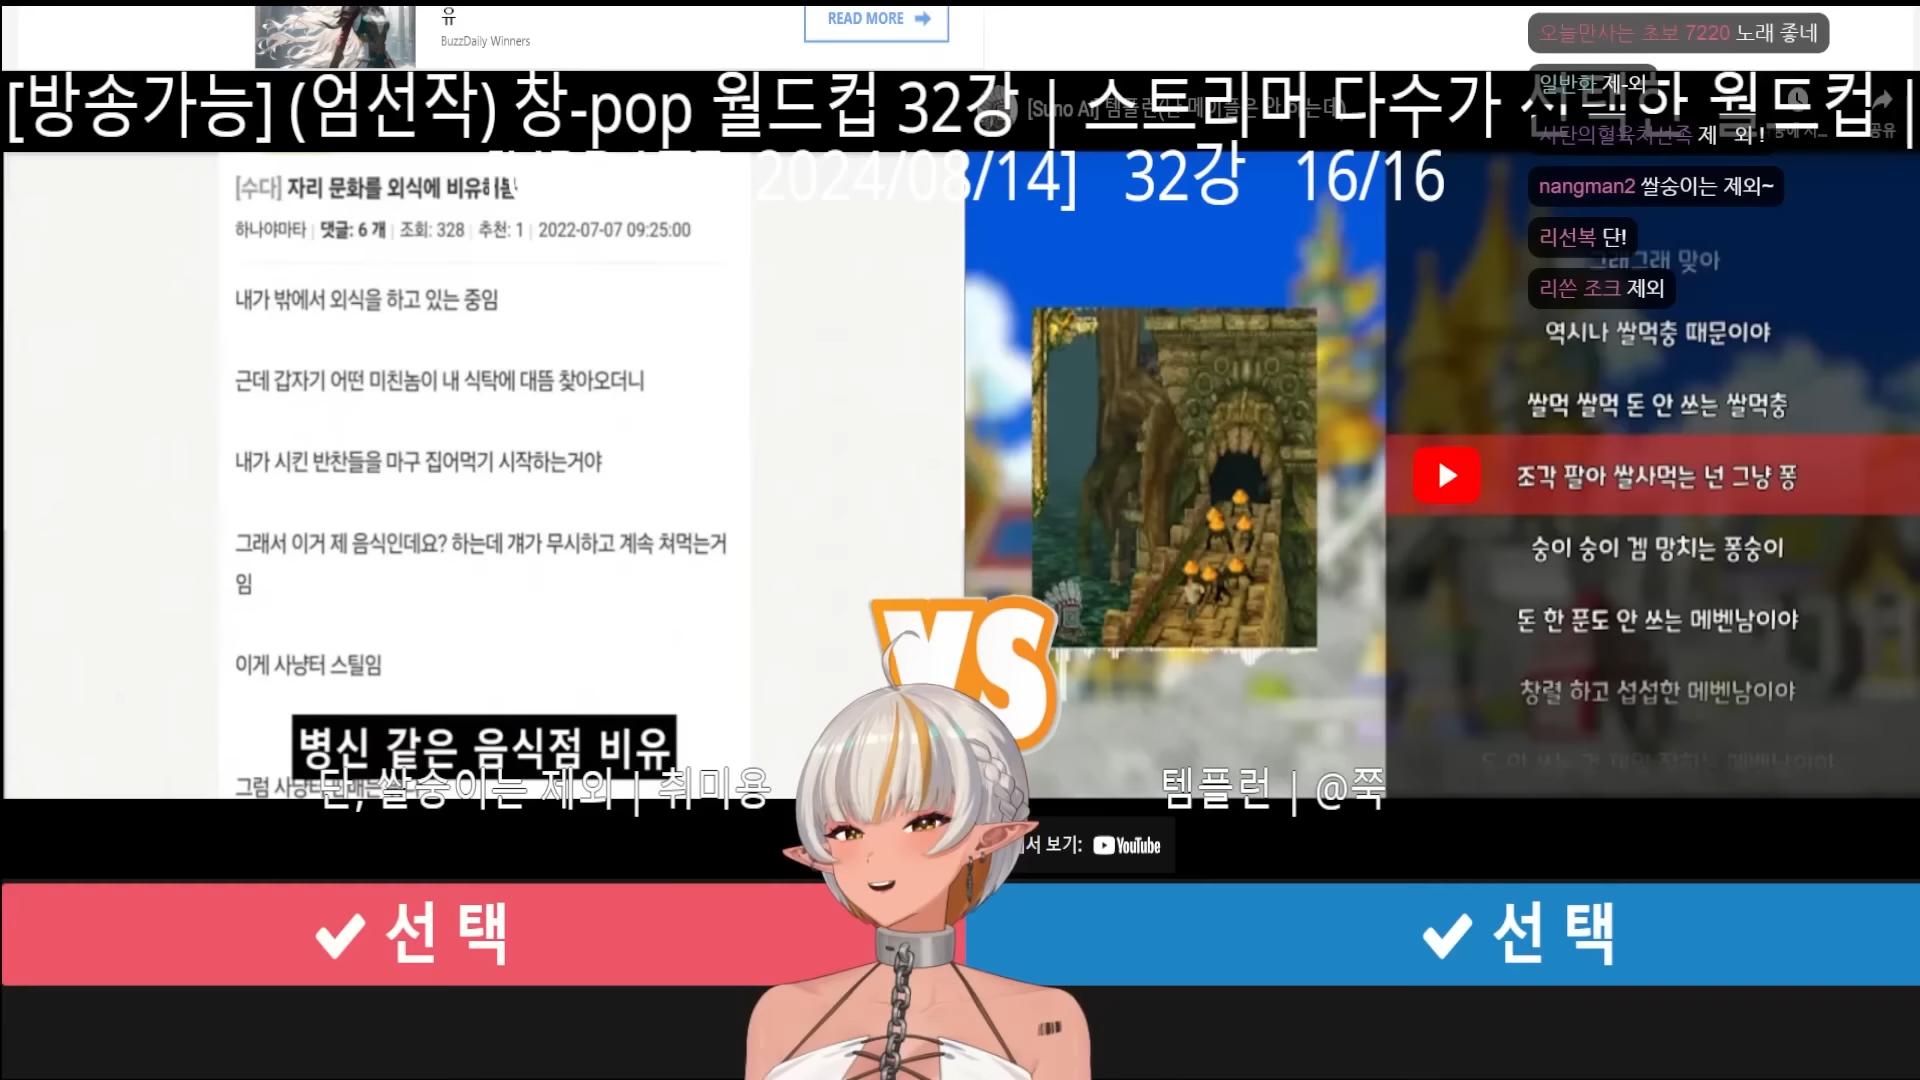 유
BuzzDaily Winners
READ MORE
오늘만사는 초보 7220 노래 좋네
[방송가능] (엄선작) 창-pop 월드컵 32강 | 스트리머 다수가 선택한 월드컵 |
일반화 제-외
제 외 !
2024/08/14] 32강 16/16
[수다] 자리 문화를 외식에 비유해봄
하나야마타 | 댓글: 6 개 | 조회: 328 | 추천: 1 | 2022-07-07 09:25:00
nangman2 쌀숭이는 제외~
리선복 단!
그래그래 맞아
리쓴 조크 제외
내가 밖에서 외식을 하고 있는 중임
역시나 쌀먹충 때문이야
근데 갑자기 어떤 미친놈이 내 식탁에 대뜸 찾아오더니
쌀먹 쌀먹 돈 안 쓰는 쌀먹충
내가 시킨 반찬들을 마구 집어먹기 시작하는거야
조각 팔아 쌀사먹는 넌 그냥 퐁
그래서 이거 제 음식인데요? 하는데 걔가 무시하고 계속 쳐먹는거
임
숭이 숭이 겜 망치는 퐁숭이
돈 한 푼도 안 쓰는 메벤남이야
이게 사냥터 스틸임
창렬 하고 섭섭한 메벤남이야
VS
병신 같은 음식점 비유
단, 쌀숭이는 제외 | 취미용
템플런 | @쭉
서 보기: YouTube
선 택
선 택